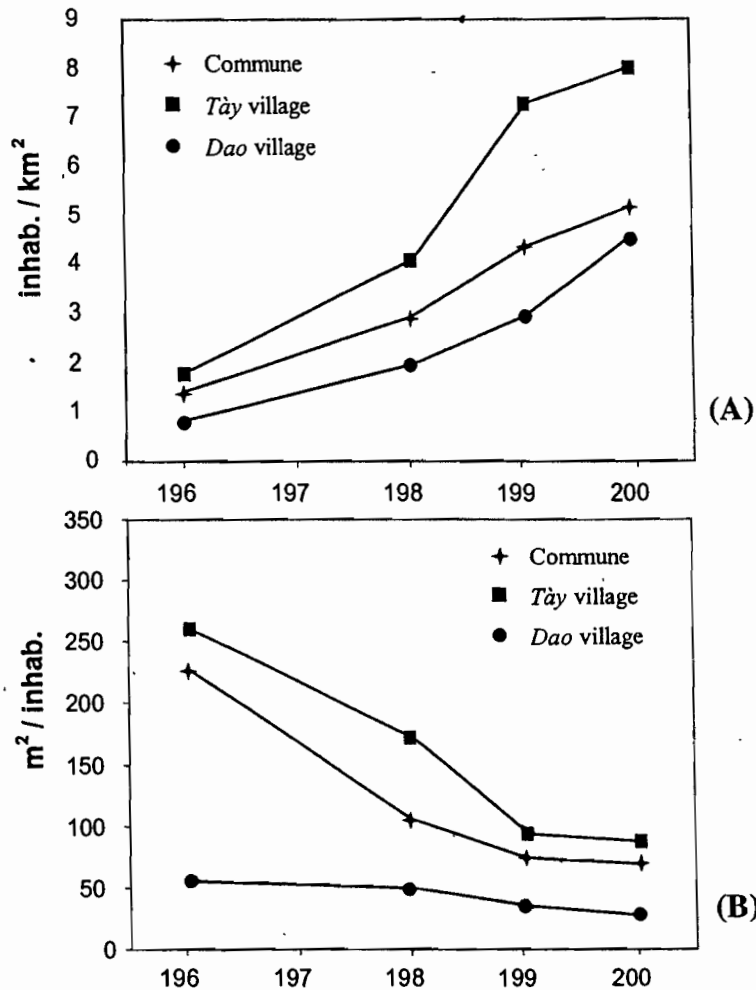 9
8
7
6
5
4
3
2
1
0
inhab. / km²
Commune
Tày village
Dao village
196 197 198 199 200
(A)
350
300
250
200
150
100
50
0
m² / inhab.
Commune
Tày village
Dao village
196 197 198 199 200
(B)